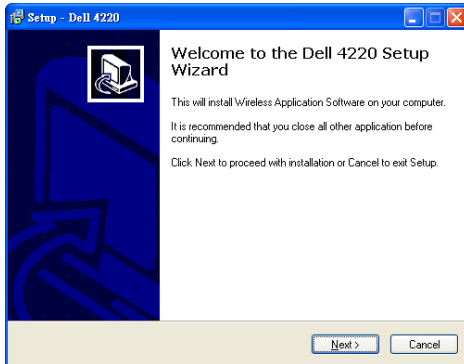 Setup - Dell 4220
Welcome to the Dell 4220 Setup
Wizard
This will install Wireless Application Software on your computer.
It is recommended that you close all other application before
continuing.
Click Next to proceed with installation or Cancel to exit Setup.
Next >
Cancel